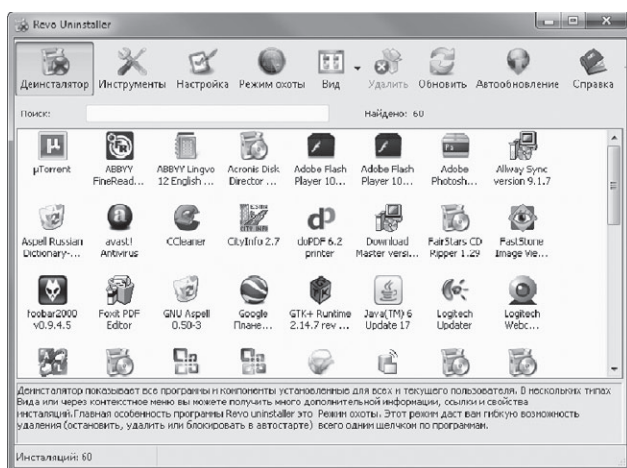 Revo Uninstaller
Деинсталятор Инструменты Настройка Режим охоты Вид Удалить Обновить Автообновление Справка
Поиск: Найдено: 60
µTorrent ABBYY FineRead... ABBYY Lingvo 12 English ... Acronis Disk Director ... Adobe Flash Player 10... Adobe Flash Player 10... Adobe Photosh... Allway Sync version 9.1.7
Aspell Russian Dictionary-... avast! Antivirus CCleaner CityInfo 2.7 doPDF 6.2 printer Download Master versi... FairStars CD Ripper 1.29 FastStone Image Vie...
foobar2000 v0.9.4.5 Foxit PDF Editor GNU Aspell 0.50-3 Google Плане... GTK+ Runtime 2.14.7 rev ... Java(TM) 6 Update 17 Logitech Updater Logitech Webc...
Деинсталятор показывает все программы и компоненты установленные для всех и текущего пользователя. В нескольких типах
Вида или через контекстное меню вы можете получить много дополнительной информации, ссылки и свойства
инсталяций.Главная особенность программы Revo uninstaller это Режим охоты. Этот режим даст вам гибкую возможность
удаления (остановить, удалить или блокировать в автостарте) всего одним щелчком по программам.
Инсталяций: 60